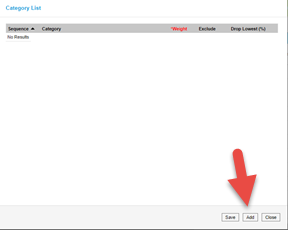 Category List
Sequence Category *Weight Exclude Drop Lowest (%)
No Results
Save Add Close